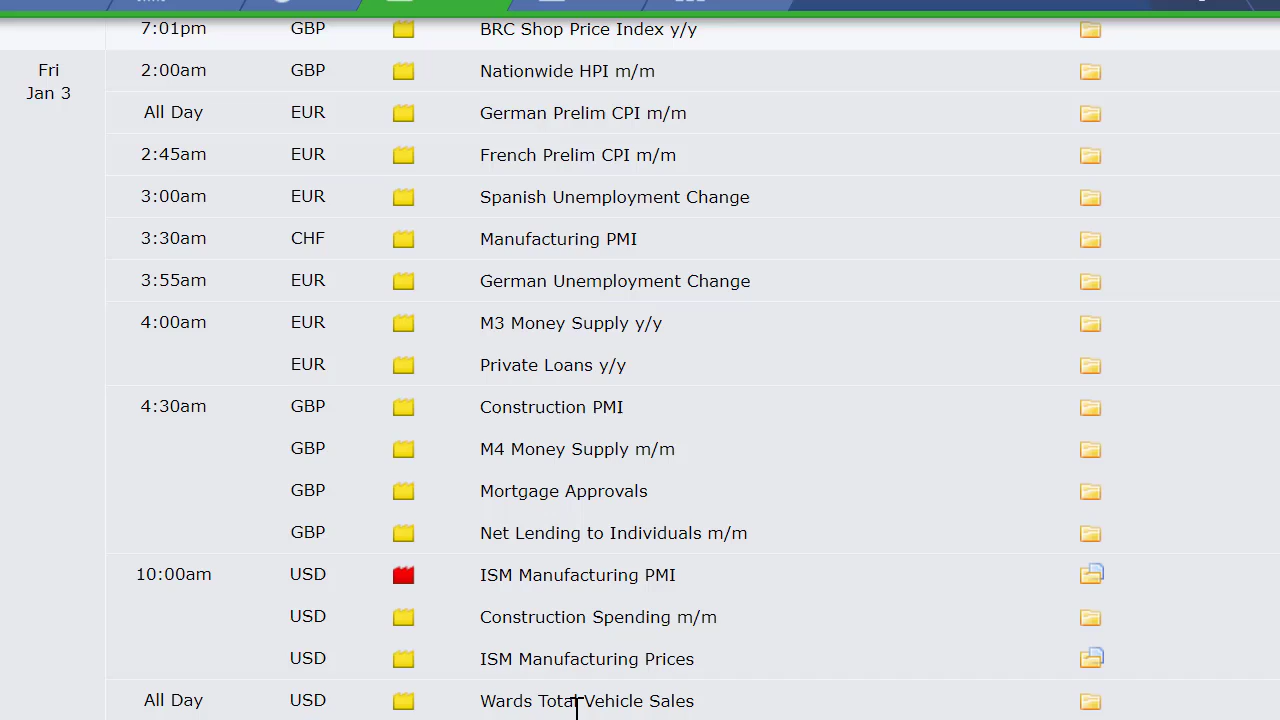 7:01pm GBP BRC Shop Price Index y/y
Fri 2:00am GBP Nationwide HPI m/m
Jan 3
All Day EUR German Prelim CPI m/m
2:45am EUR French Prelim CPI m/m
3:00am EUR Spanish Unemployment Change
3:30am CHF Manufacturing PMI
3:55am EUR German Unemployment Change
4:00am EUR M3 Money Supply y/y
EUR Private Loans y/y
4:30am GBP Construction PMI
GBP M4 Money Supply m/m
GBP Mortgage Approvals
GBP Net Lending to Individuals m/m
10:00am USD ISM Manufacturing PMI
USD Construction Spending m/m
USD ISM Manufacturing Prices
All Day USD Wards Total Vehicle Sales